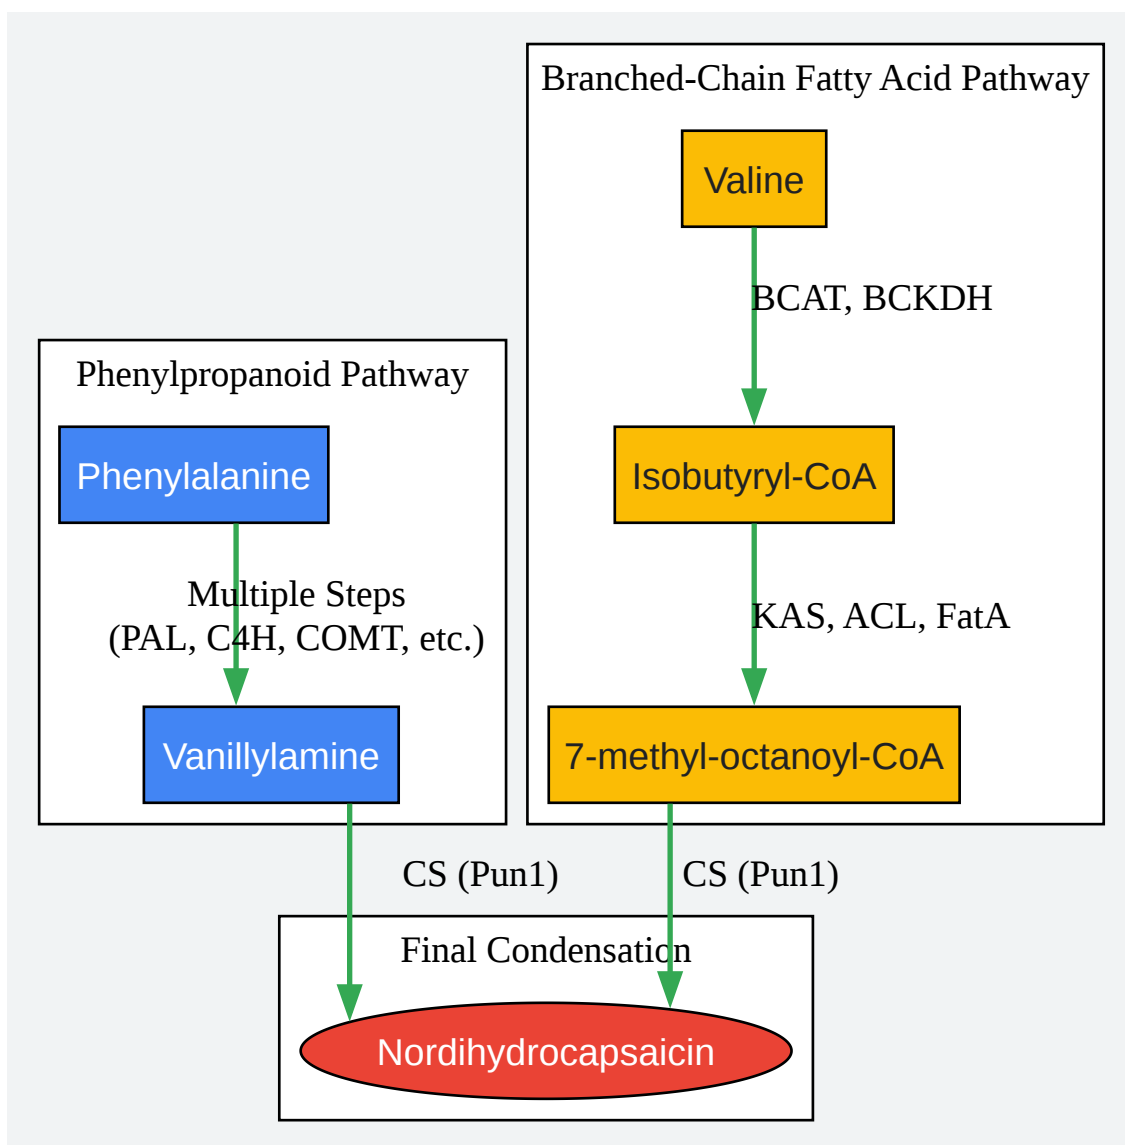 Branched-Chain Fatty Acid Pathway
Valine
BCAT, BCKDH
Isobutyryl-CoA
KAS, ACL, FatA
7-methyl-octanoyl-CoA
Phenylpropanoid Pathway
Phenylalanine
Multiple Steps
(PAL, C4H, COMT, etc.)
Vanillylamine
CS (Pun1)
CS (Pun1)
Final Condensation
Nordihydrocapsaicin